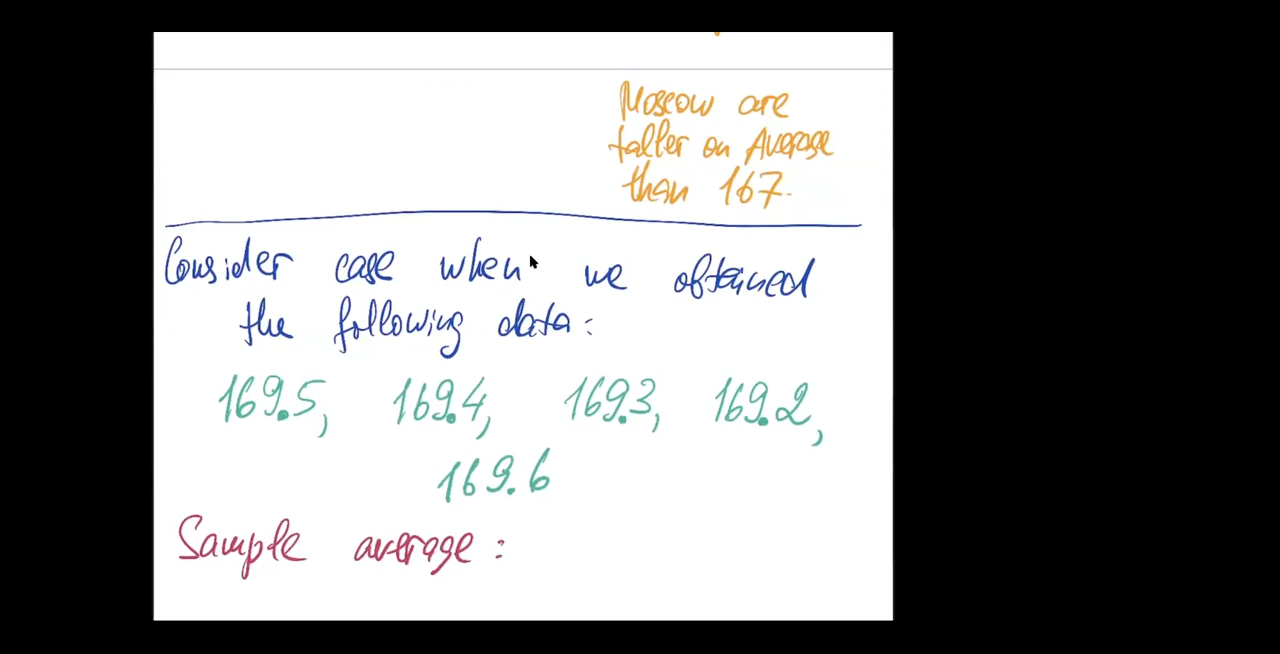 Moscow are
taller on Average
than 167.
Consider case when we obtained
the following data:
169.5, 169.4, 169.3, 169.2,
169.6
Sample average: